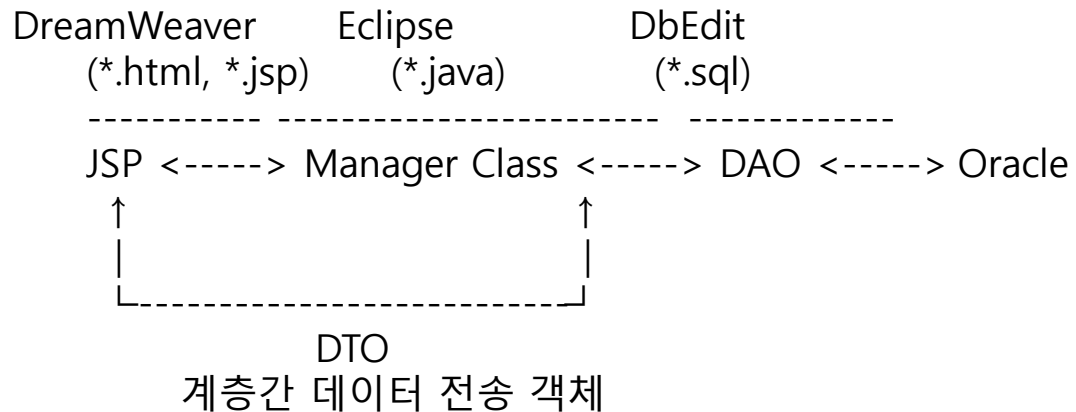 DreamWeaver Eclipse DbEdit
(*.html, *.jsp) (*.java) (*.sql)
----------- ------------------------ -------------
JSP <-----> Manager Class <-----> DAO <-----> Oracle
↑ ↑
│ │
└---------------------------┘
DTO
계층간 데이터 전송 객체